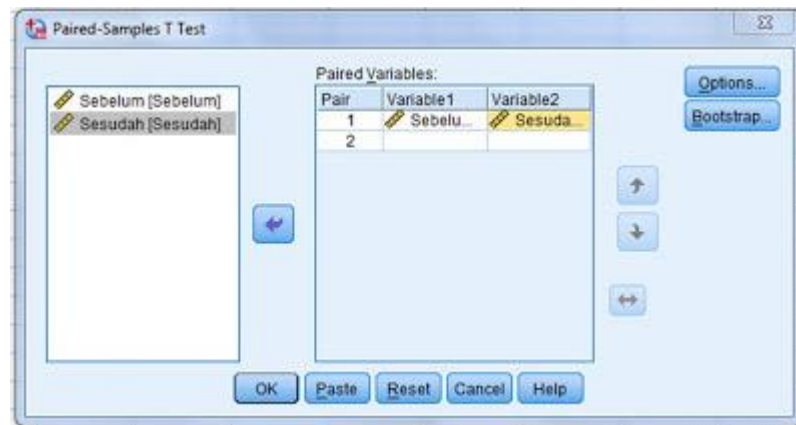 Paired-Samples T Test
Sebelum [Sebelum]
Sesudah [Sesudah]
Paired Variables:
Pair Variable1 Variable2
1 Sebelu... Sesuda...
2
Options...
Bootstrap...
OK Paste Reset Cancel Help